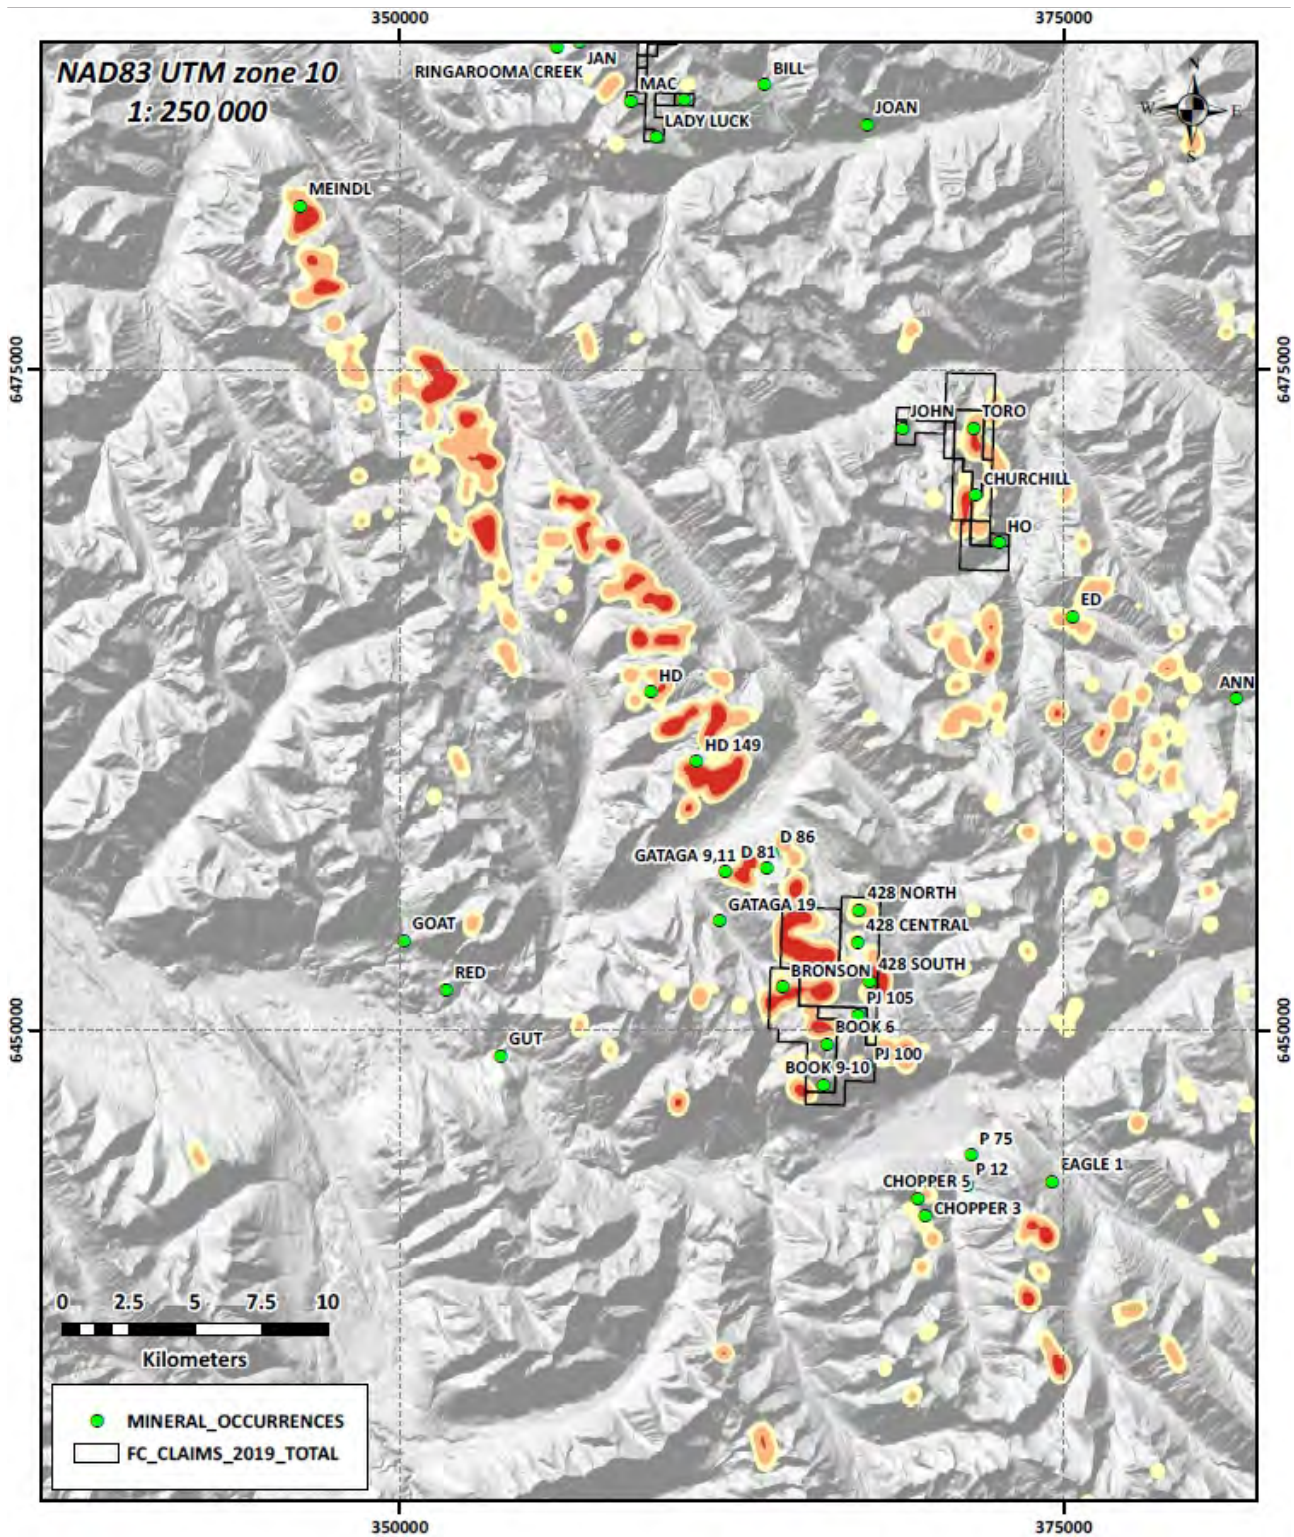 350000
375000
NAD83 UTM zone 10
1: 250 000
JAN
RINGAROOMA CREEK
MAC
BILL
LADY LUCK
JOAN
N
W
E
S
MEINDL
6475000
6475000
JOHN
TORO
CHURCHILL
HO
ED
HD
ANN
HD 149
D 86
GATAGA 9,11
D 81
428 NORTH
GATAGA 19
428 CENTRAL
GOAT
428 SOUTH
RED
BRONSON
PJ 105
6450000
6450000
BOOK 6
GUT
PJ 100
BOOK 9-10
P 75
P 12
EAGLE 1
CHOPPER 5
CHOPPER 3
0 2.5 5 7.5 10
Kilometers
MINERAL_OCCURRENCES
FC_CLAIMS_2019_TOTAL
350000
375000